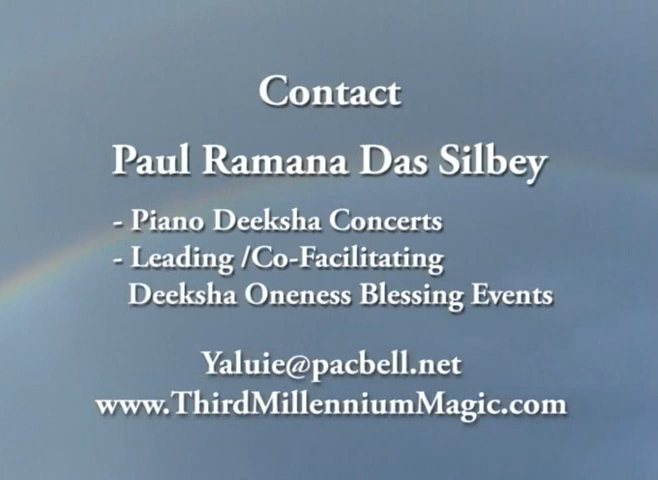 Contact
Paul Ramana Das Silbey
- Piano Deeksha Concerts
- Leading /Co-Facilitating
Deeksha Oneness Blessing Events
Yaluie@pacbell.net
www.ThirdMillenniumMagic.com